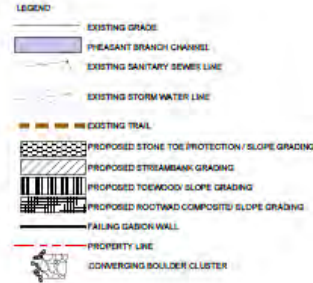 LEGEND
EXISTING GRADE
PHEASANT BRANCH CHANNEL
EXISTING SANITARY SEWER LINE
EXISTING STORM WATER LINE
EXISTING TRAIL
PROPOSED STONE TOE PROTECTION / SLOPE GRADING
PROPOSED STREAMBANK GRADING
PROPOSED TOEWOOD/ SLOPE GRADING
PROPOSED ROOTWAD COMPOSITE/ SLOPE GRADING
FAILING GABION WALL
PROPERTY LINE
CONVERGING BOULDER CLUSTER